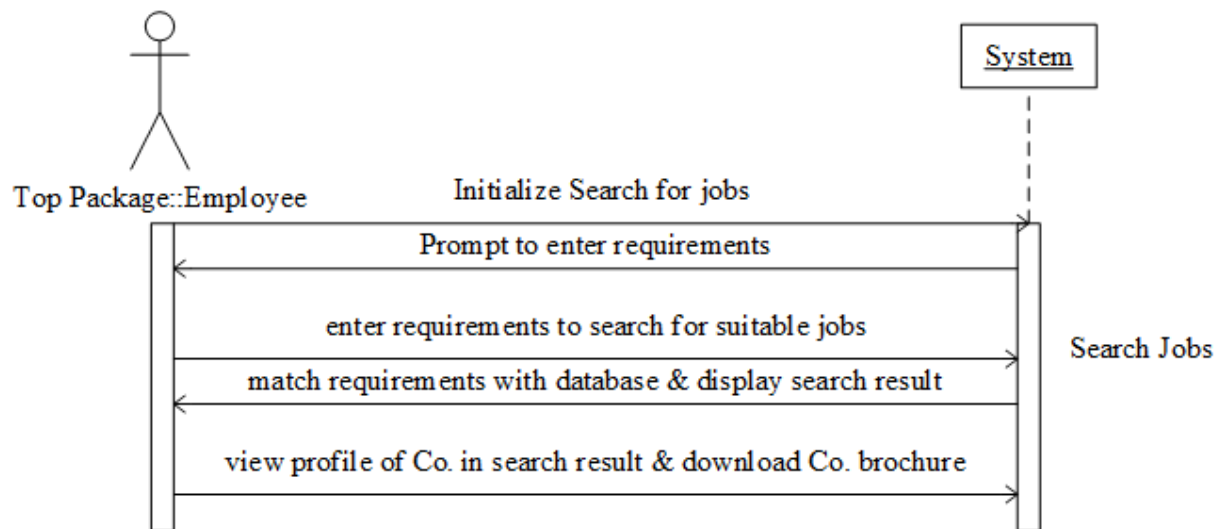 System
Top Package::Employee
Initialize Search for jobs
Prompt to enter requirements
enter requirements to search for suitable jobs
Search Jobs
match requirements with database & display search result
view profile of Co. in search result & download Co. brochure